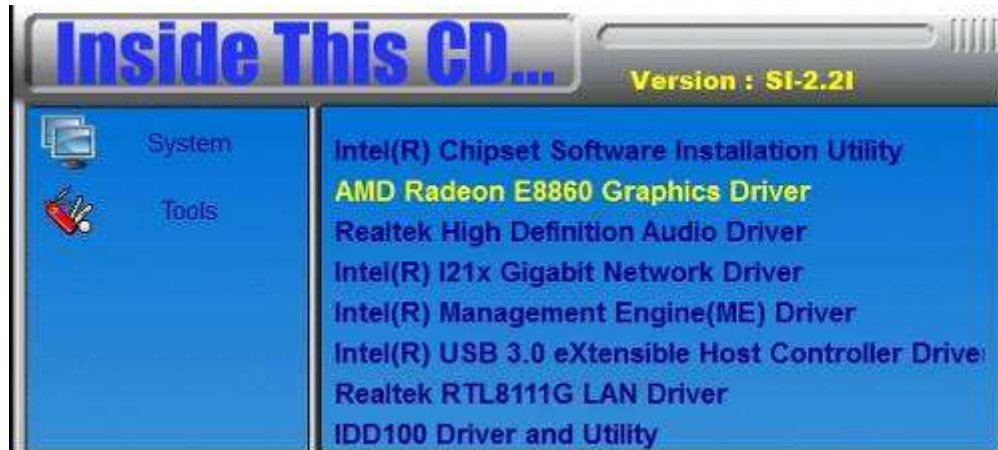 Inside This CD...
Version : SI-2.2I
System
Tools
Intel(R) Chipset Software Installation Utility
AMD Radeon E8860 Graphics Driver
Realtek High Definition Audio Driver
Intel(R) I21x Gigabit Network Driver
Intel(R) Management Engine(ME) Driver
Intel(R) USB 3.0 eXtensible Host Controller Driver
Realtek RTL8111G LAN Driver
IDD100 Driver and Utility